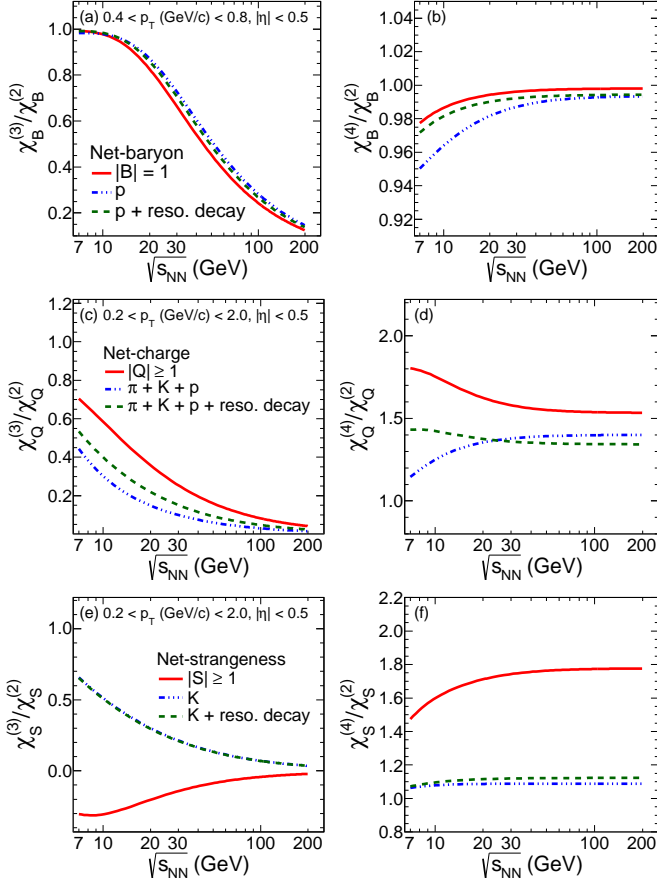 (a) 0.4 < p_T (GeV/c) < 0.8, |η| < 0.5
1.0
0.8
0.6
0.4
0.2
χ_B^(3)/χ_B^(2)
Net-baryon
|B| = 1
p
p + reso. decay
7 10 20 30 100 200
√s_NN (GeV)
(b)
1.04
1.02
1.00
0.98
0.96
0.94
0.92
χ_B^(4)/χ_B^(2)
7 10 20 30 100 200
√s_NN (GeV)
(c) 0.2 < p_T (GeV/c) < 2.0, |η| < 0.5
1.2
1.0
0.8
0.6
0.4
0.2
χ_Q^(3)/χ_Q^(2)
Net-charge
|Q| ≥ 1
π + K + p
π + K + p + reso. decay
7 10 20 30 100 200
√s_NN (GeV)
(d)
2.0
1.5
1.0
χ_Q^(4)/χ_Q^(2)
7 10 20 30 100 200
√s_NN (GeV)
(e) 0.2 < p_T (GeV/c) < 2.0, |η| < 0.5
1.0
0.5
0.0
χ_S^(3)/χ_S^(2)
Net-strangeness
|S| ≥ 1
K
K + reso. decay
7 10 20 30 100 200
√s_NN (GeV)
(f)
2.2
2.0
1.8
1.6
1.4
1.2
1.0
0.8
χ_S^(4)/χ_S^(2)
7 10 20 30 100 200
√s_NN (GeV)